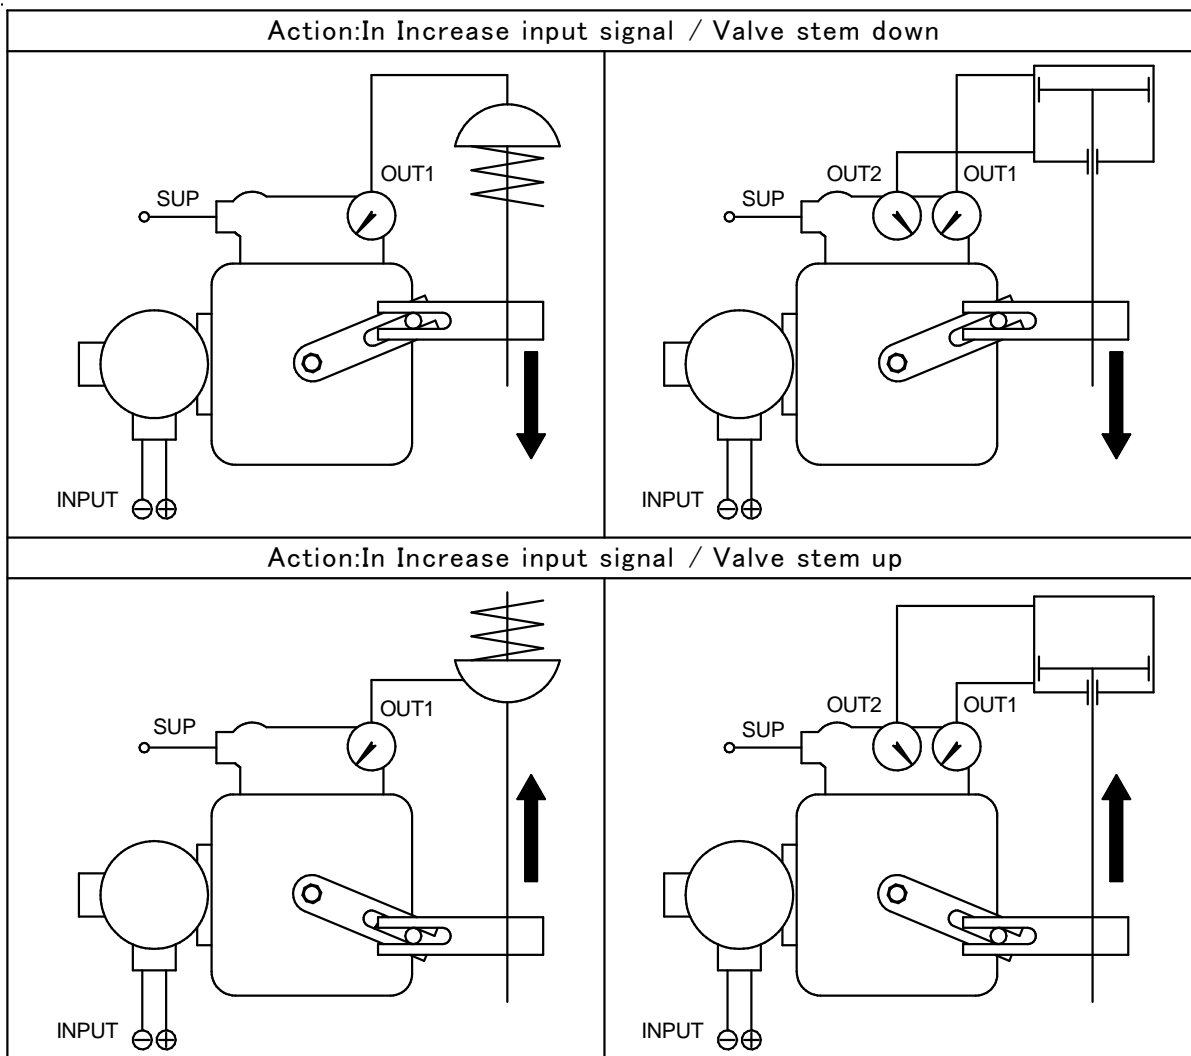 Action:In Increase input signal / Valve stem down
OUT1
SUP
INPUT
OUT2
OUT1
SUP
INPUT
Action:In Increase input signal / Valve stem up
OUT1
SUP
INPUT
OUT2
OUT1
SUP
INPUT